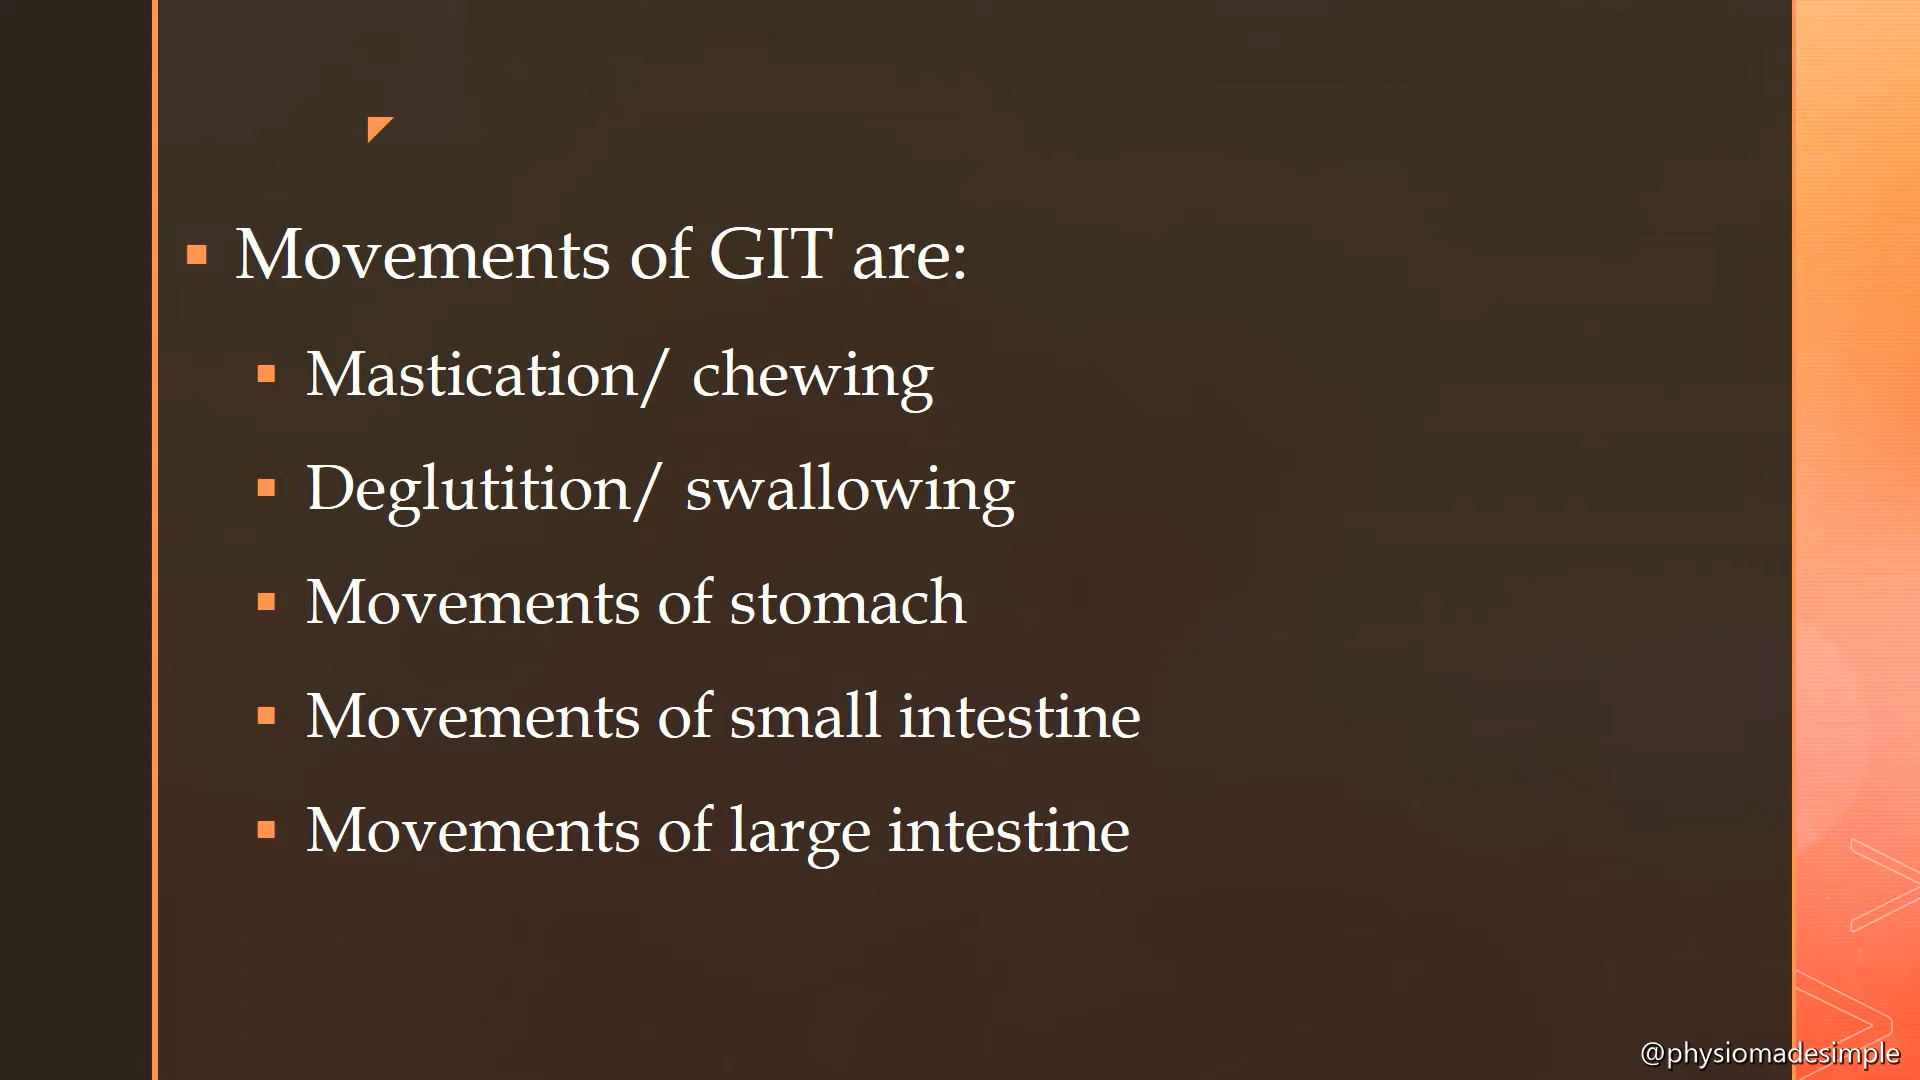 Movements of GIT are:
Mastication/ chewing
Deglutition/ swallowing
Movements of stomach
Movements of small intestine
Movements of large intestine
@physiomadesimple